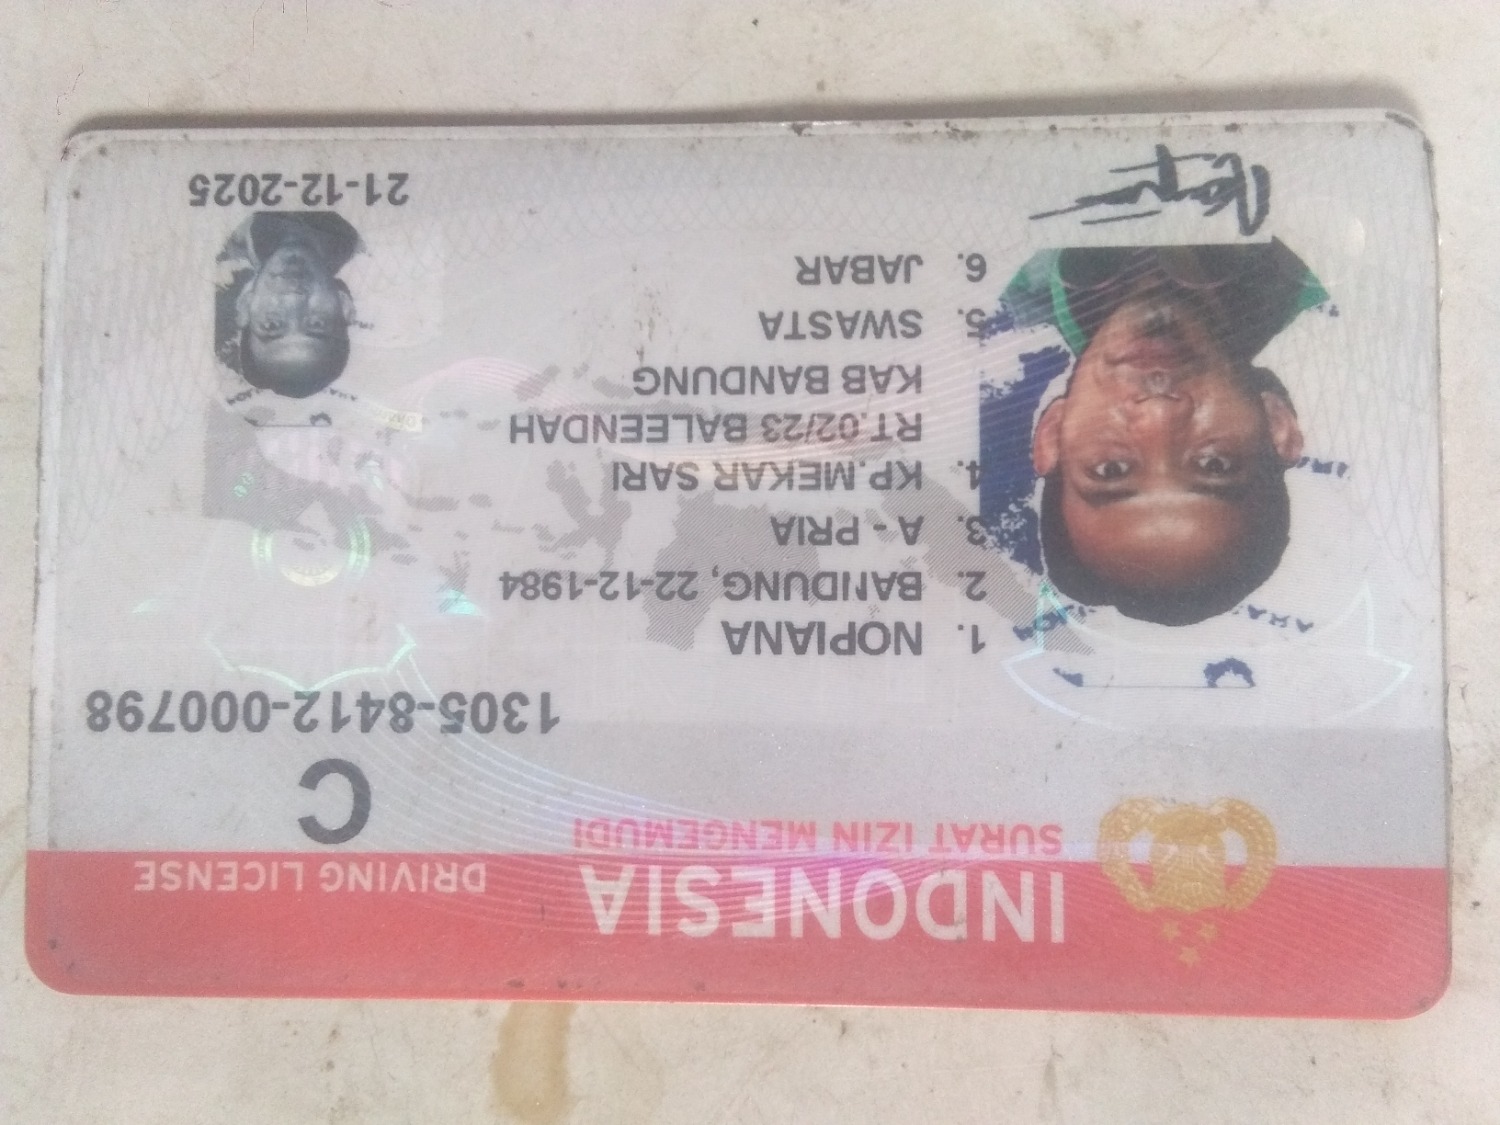 INDONESIA
DRIVING LICENSE
SURAT IZIN MENGEMUDI
C
1305-8412-000798
1. NOPIANA
2. BANDUNG, 22-12-1984
3. A - PRIA
4. KP.MEKAR SARI
RT.02/23 BALEENDAH
KAB BANDUNG
5. SWASTA
6. JABAR
21-12-2025